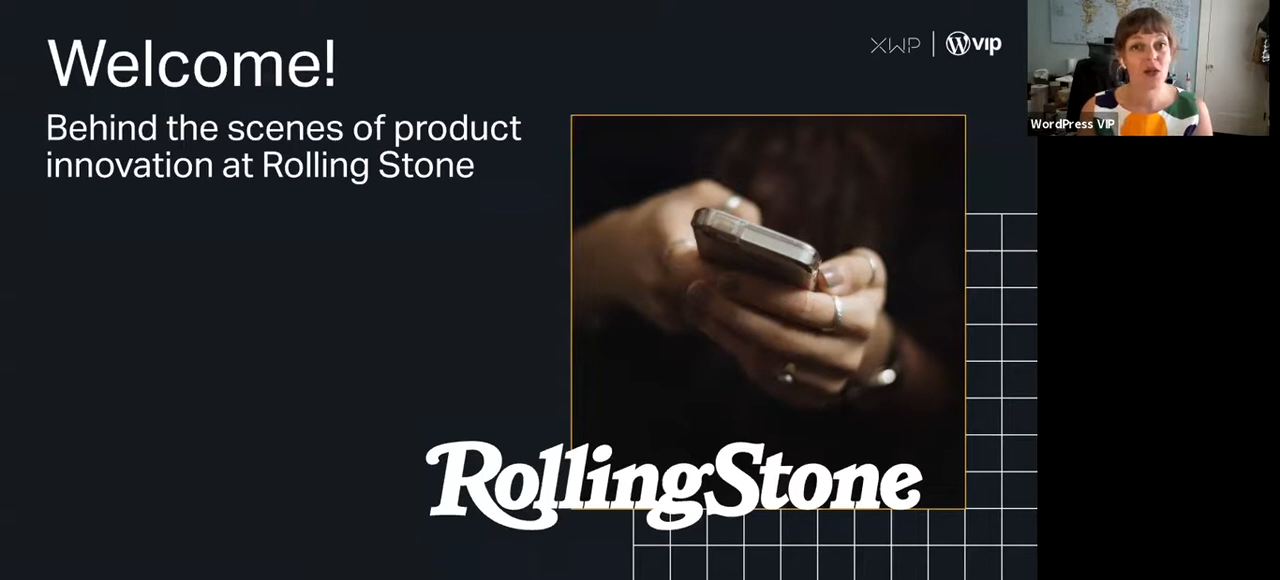 Welcome!
Behind the scenes of product
innovation at Rolling Stone
XWP | W vip
WordPress VIP
RollingStone